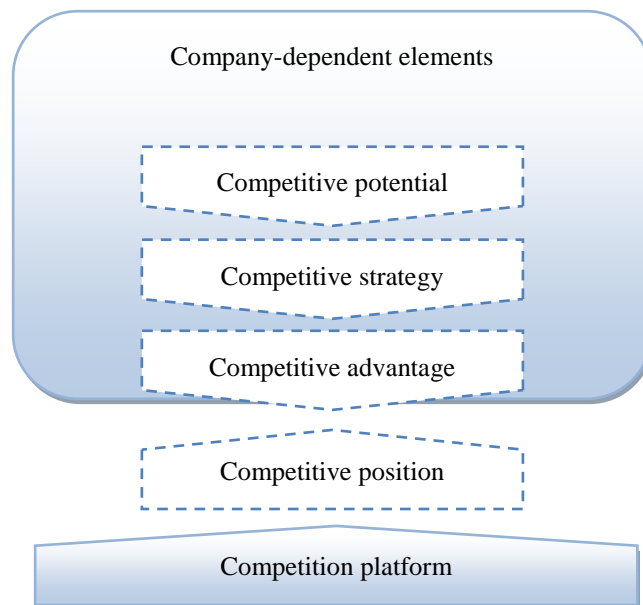 Company-dependent elements
Competitive potential
Competitive strategy
Competitive advantage
Competitive position
Competition platform